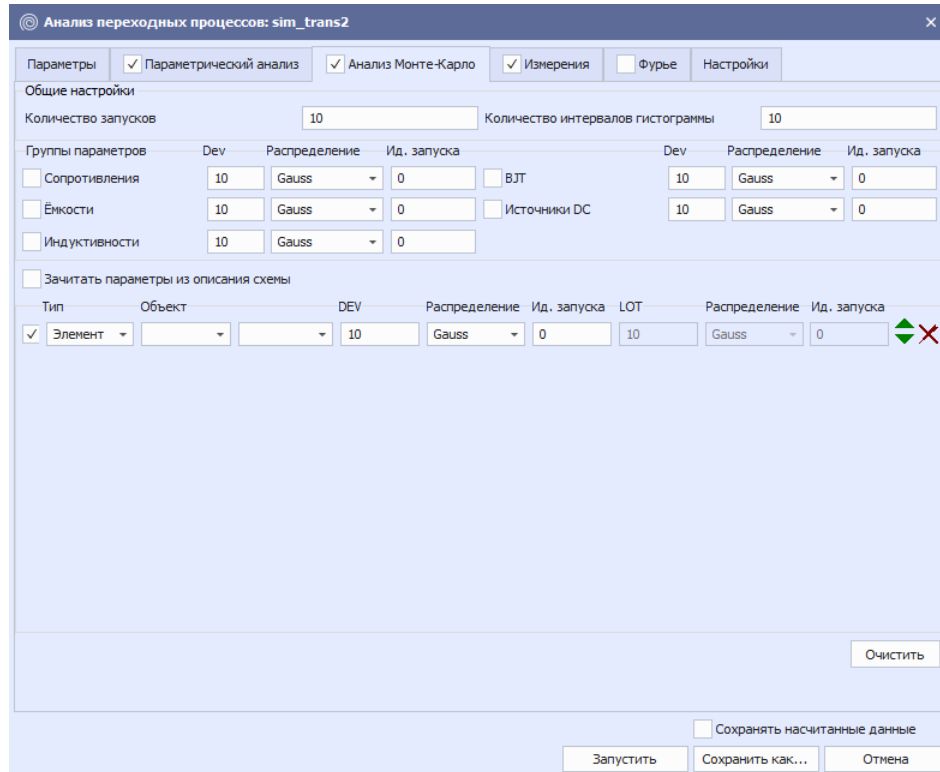 Анализ переходных процессов: sim_trans2
Параметры Параметрический анализ Анализ Монте-Карло Измерения Фурье Настройки
Общие настройки
Количество запусков 10 Количество интервалов гистограммы 10
Группы параметров Dev Распределение Ид. запуска Dev Распределение Ид. запуска
Сопротивления 10 Gauss 0 BJT 10 Gauss 0
Ёмкости 10 Gauss 0 Источники DC 10 Gauss 0
Индуктивности 10 Gauss 0
Зачитать параметры из описания схемы
Тип Объект DEV Распределение Ид. запуска LOT Распределение Ид. запуска
Элемент 10 Gauss 0 10 Gauss 0
Очистить
Сохранять насчитанные данные
Запустить Сохранить как... Отмена